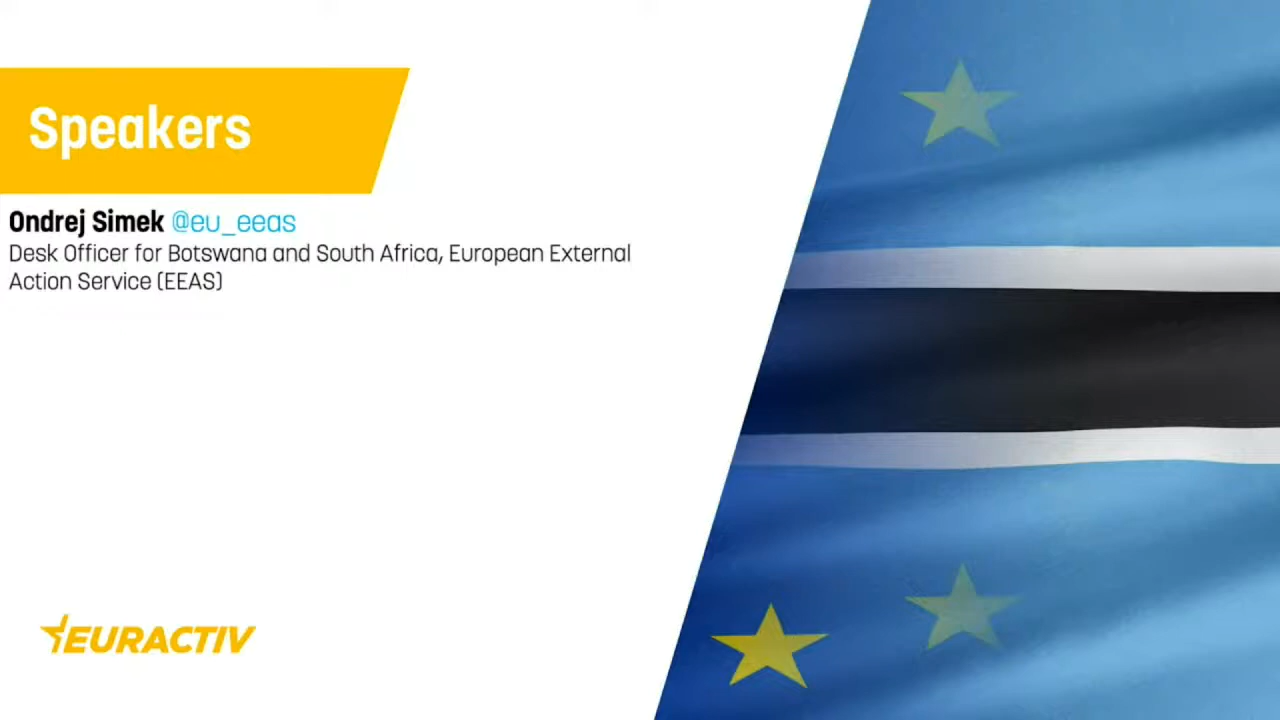 Speakers
Ondrej Simek @eu_eeas
Desk Officer for Botswana and South Africa, European External
Action Service (EEAS)
EURACTIV